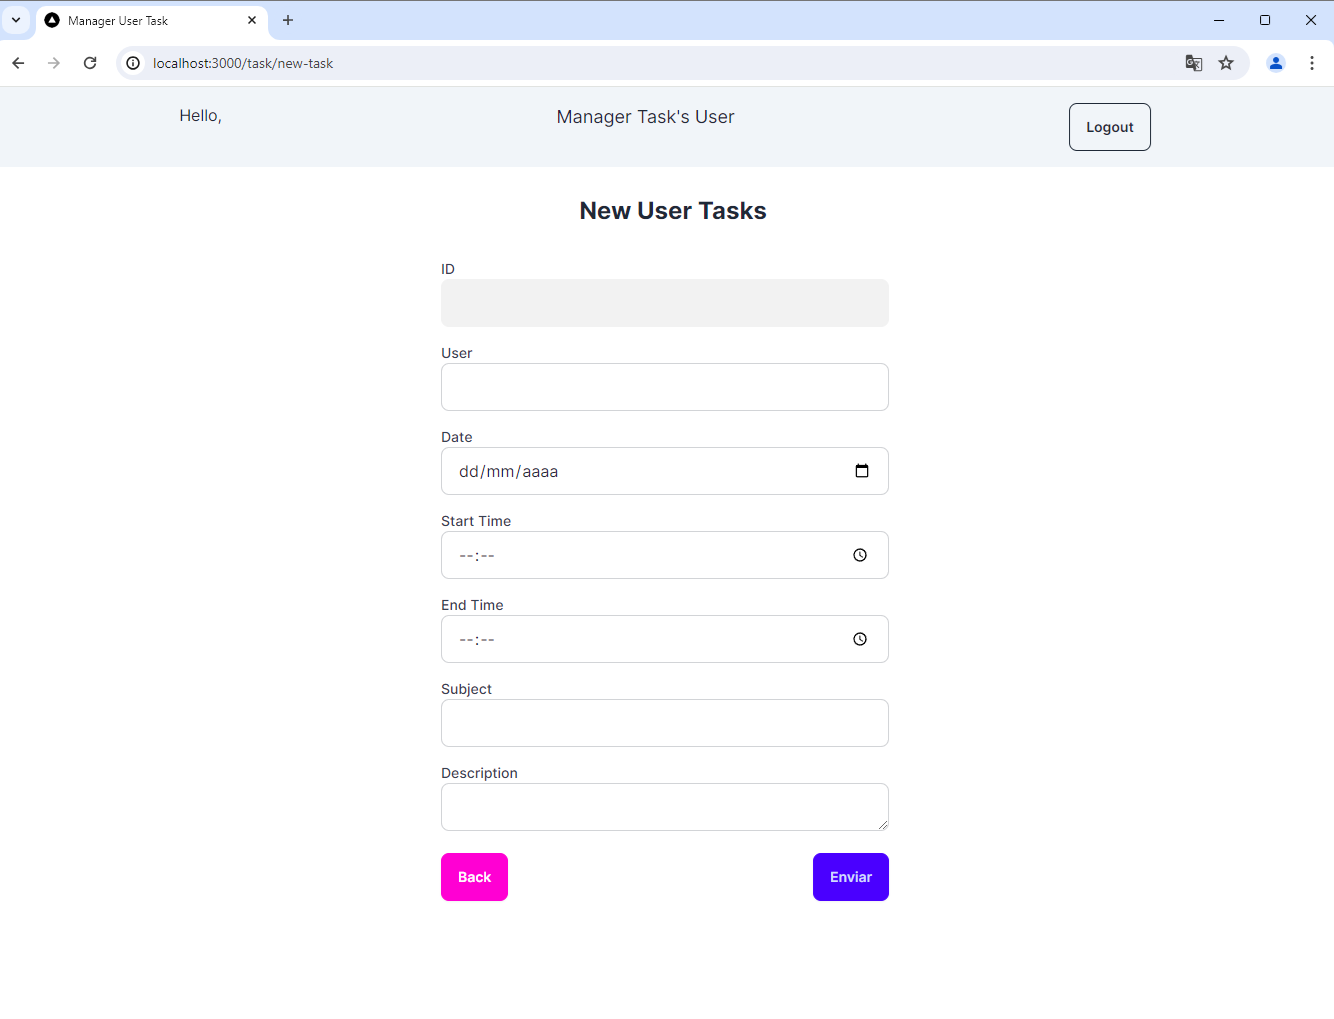 Manager User Task
localhost:3000/task/new-task
Hello,
Manager Task's User
Logout
New User Tasks
ID
User
Date
dd/mm/aaaa
Start Time
--:--
End Time
--:--
Subject
Description
Back
Enviar